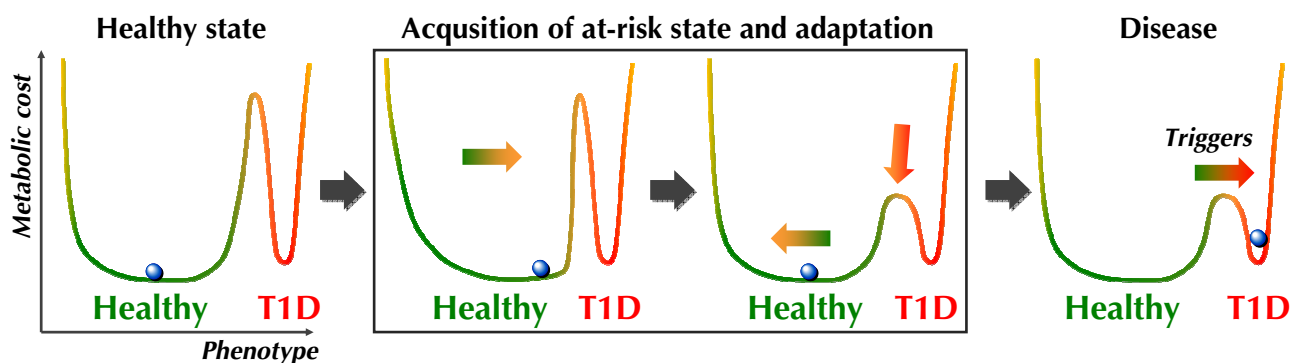 Healthy state
Acqusition of at-risk state and adaptation
Disease
Metabolic cost
Triggers
Healthy T1D
Healthy T1D
Healthy T1D
Healthy T1D
Phenotype